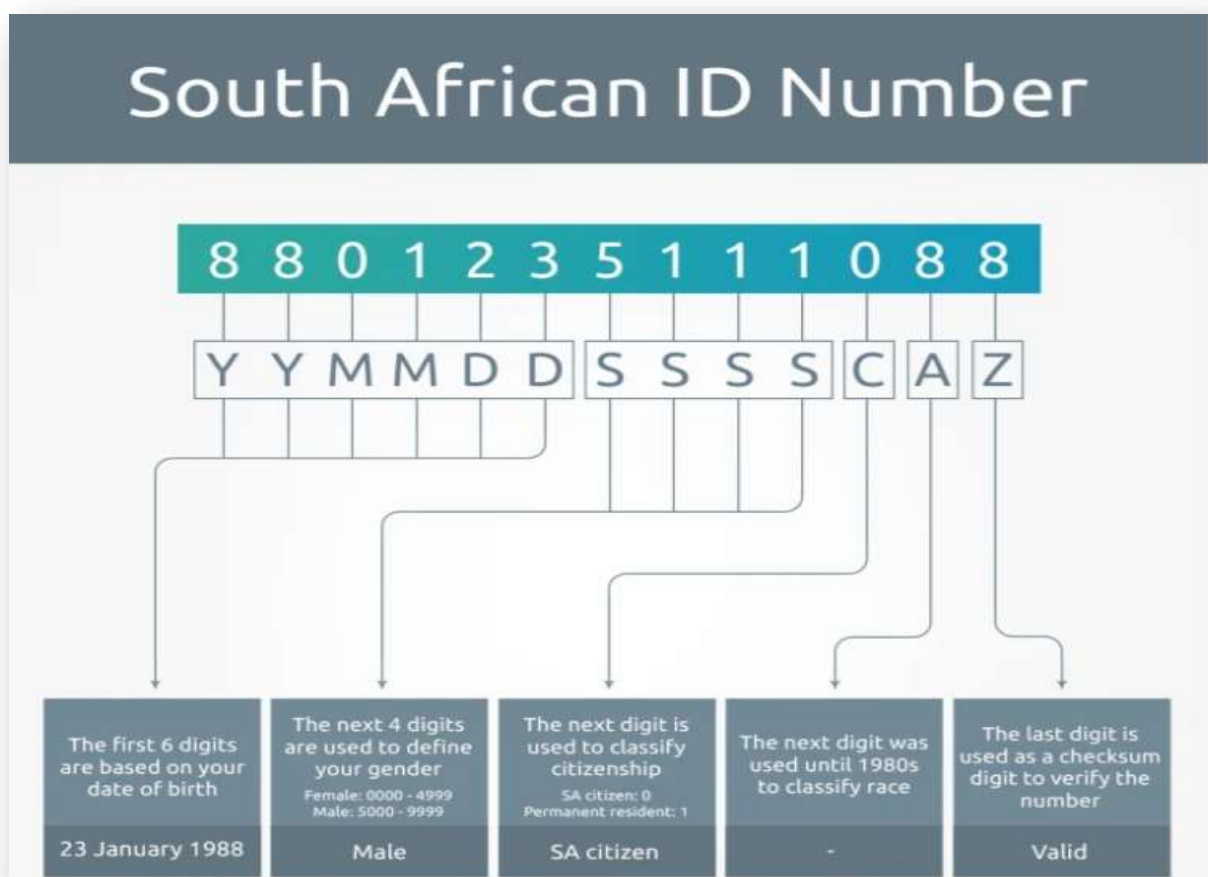 South African ID Number
8 8 0 1 2 3 5 1 1 1 0 8 8
Y Y M M D D S S S S C A Z
The first 6 digits
are based on your
date of birth
23 January 1988
The next 4 digits
are used to define
your gender
Female: 0000 - 4999
Male: 5000 - 9999
Male
The next digit is
used to classify
citizenship
SA citizen: 0
Permanent resident: 1
SA citizen
The next digit was
used until 1980s
to classify race
-
The last digit is
used as a checksum
digit to verify the
number
Valid